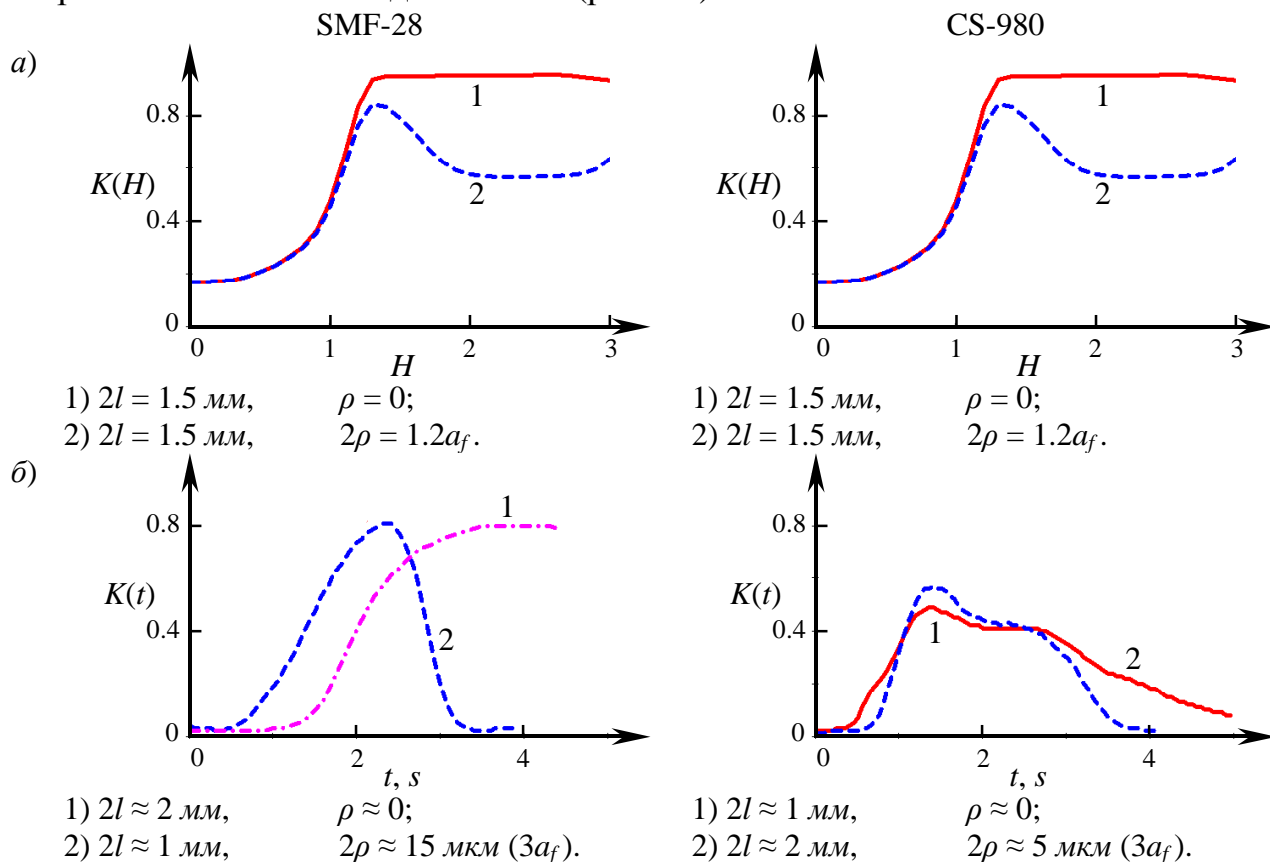 SMF-28 CS-980
а)
0.8 1 0.8 1
K(H) 2 K(H) 2
0.4 0.4
0 0
0 1 2 3 0 1 2 3
H H
1) 2l = 1.5 мм, ρ = 0; 1) 2l = 1.5 мм, ρ = 0;
2) 2l = 1.5 мм, 2ρ = 1.2a_f. 2) 2l = 1.5 мм, 2ρ = 1.2a_f.
б)
0.8 1 0.8
K(t) K(t)
0.4 2 0.4 1 2
0 0
0 2 4 0 2 4
t, s t, s
1) 2l ≈ 2 мм, ρ ≈ 0; 1) 2l ≈ 1 мм, ρ ≈ 0;
2) 2l ≈ 1 мм, 2ρ ≈ 15 мкм (3a_f). 2) 2l ≈ 2 мм, 2ρ ≈ 5 мкм (3a_f).